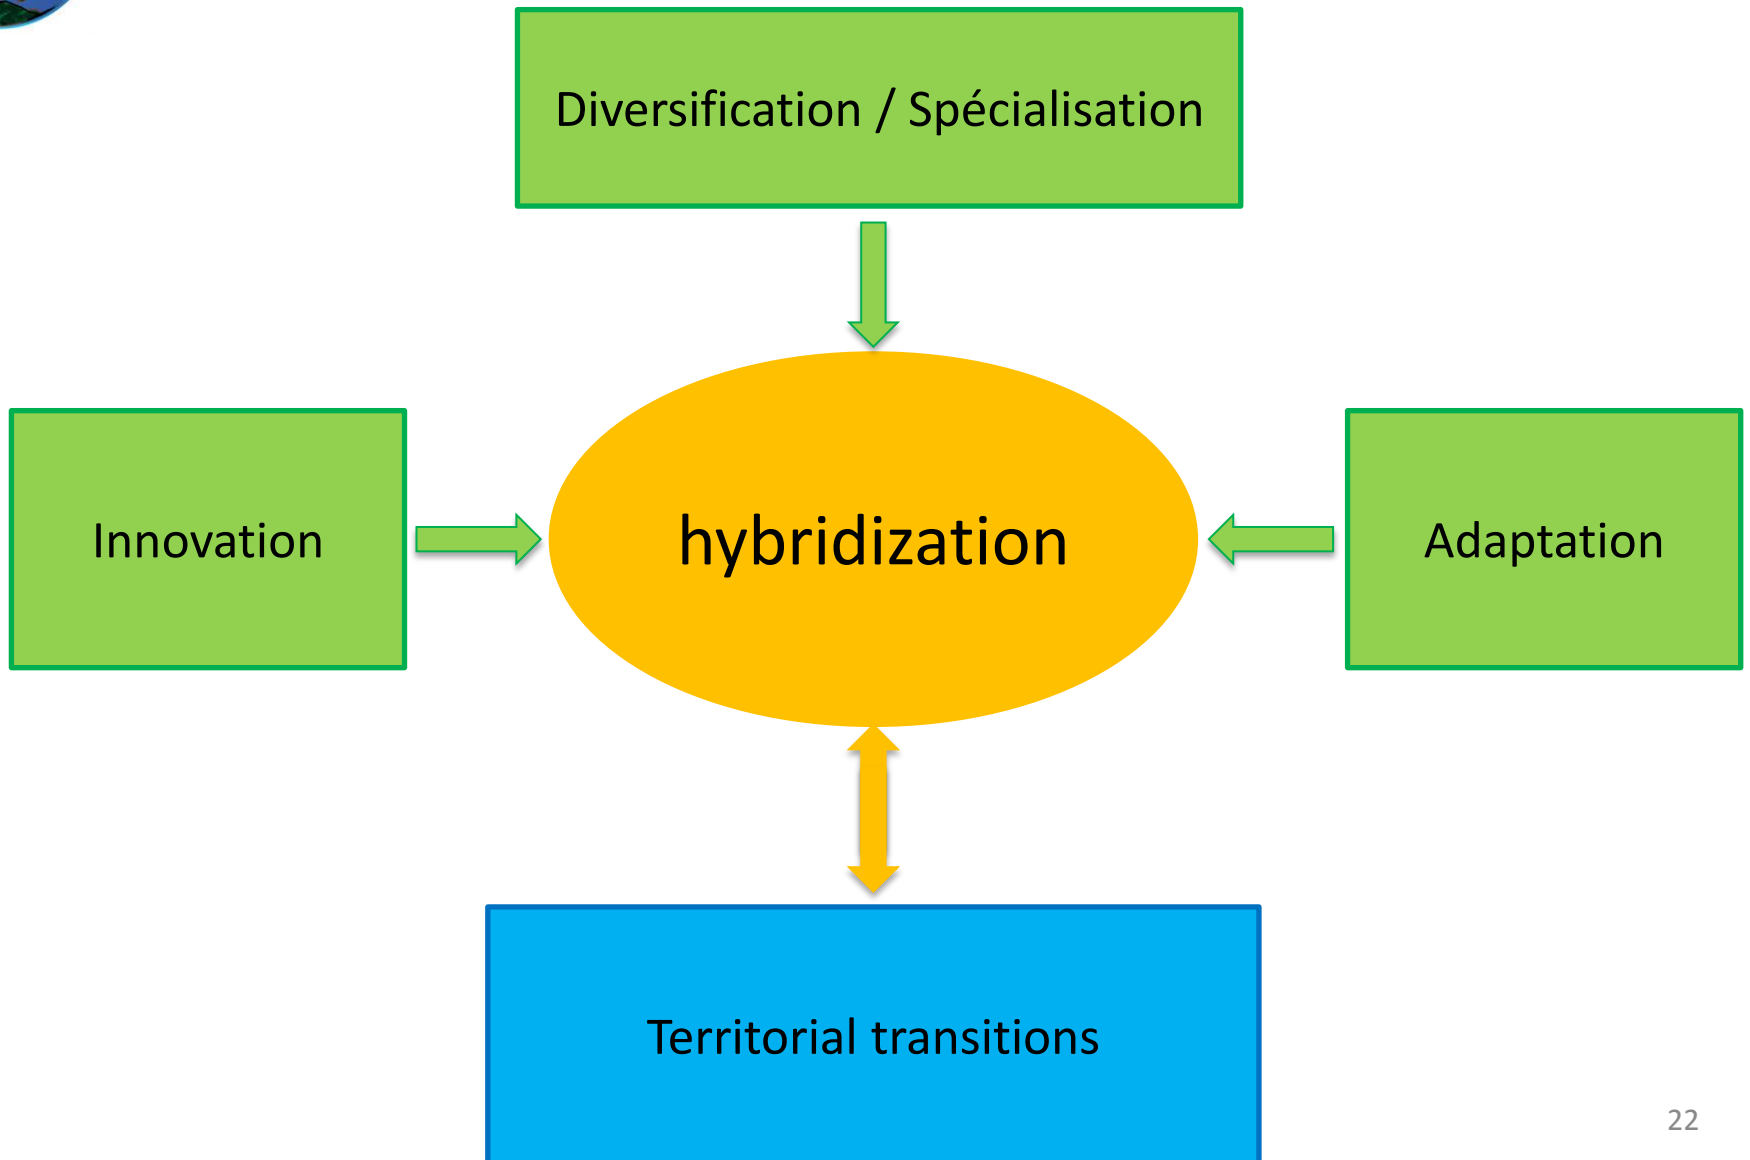 Diversification / Spécialisation
Innovation
hybridization
Adaptation
Territorial transitions
22